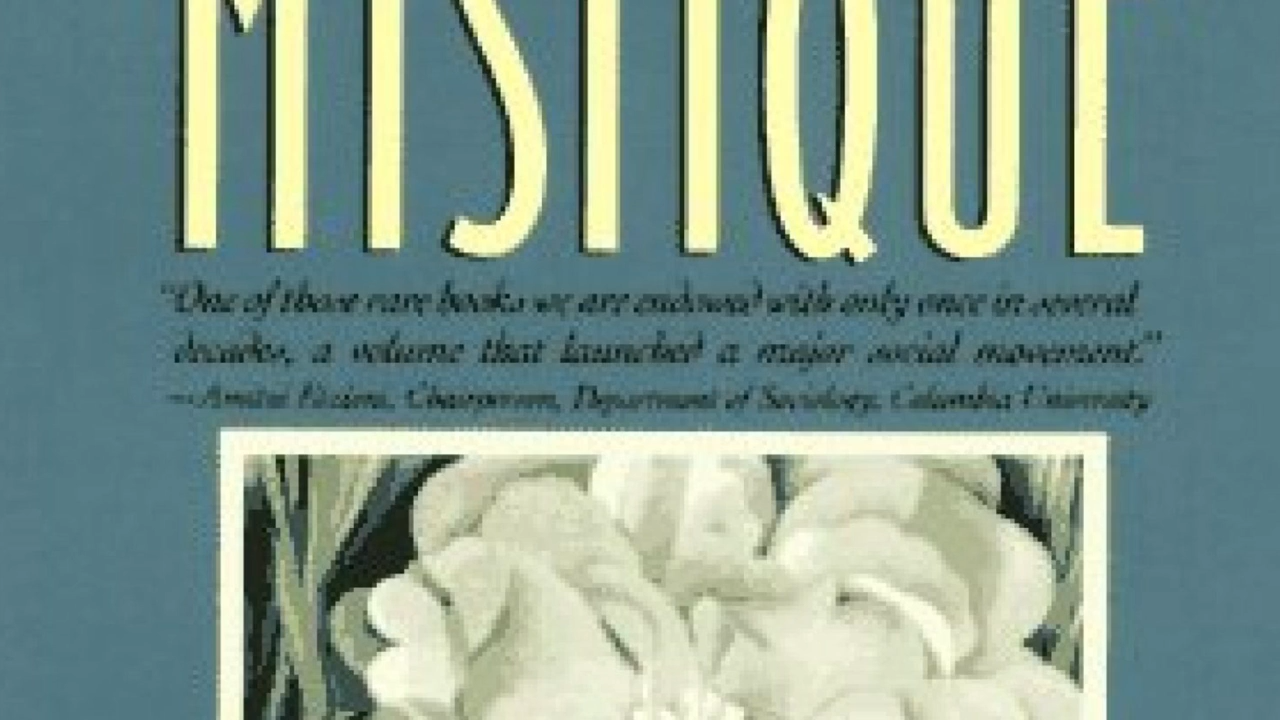 MYSTIQUE
"One of those rare books we are endowed with only once in several
decades, a volume that launched a major social movement."
—Amitai Etzioni, Chairperson, Department of Sociology, Columbia University